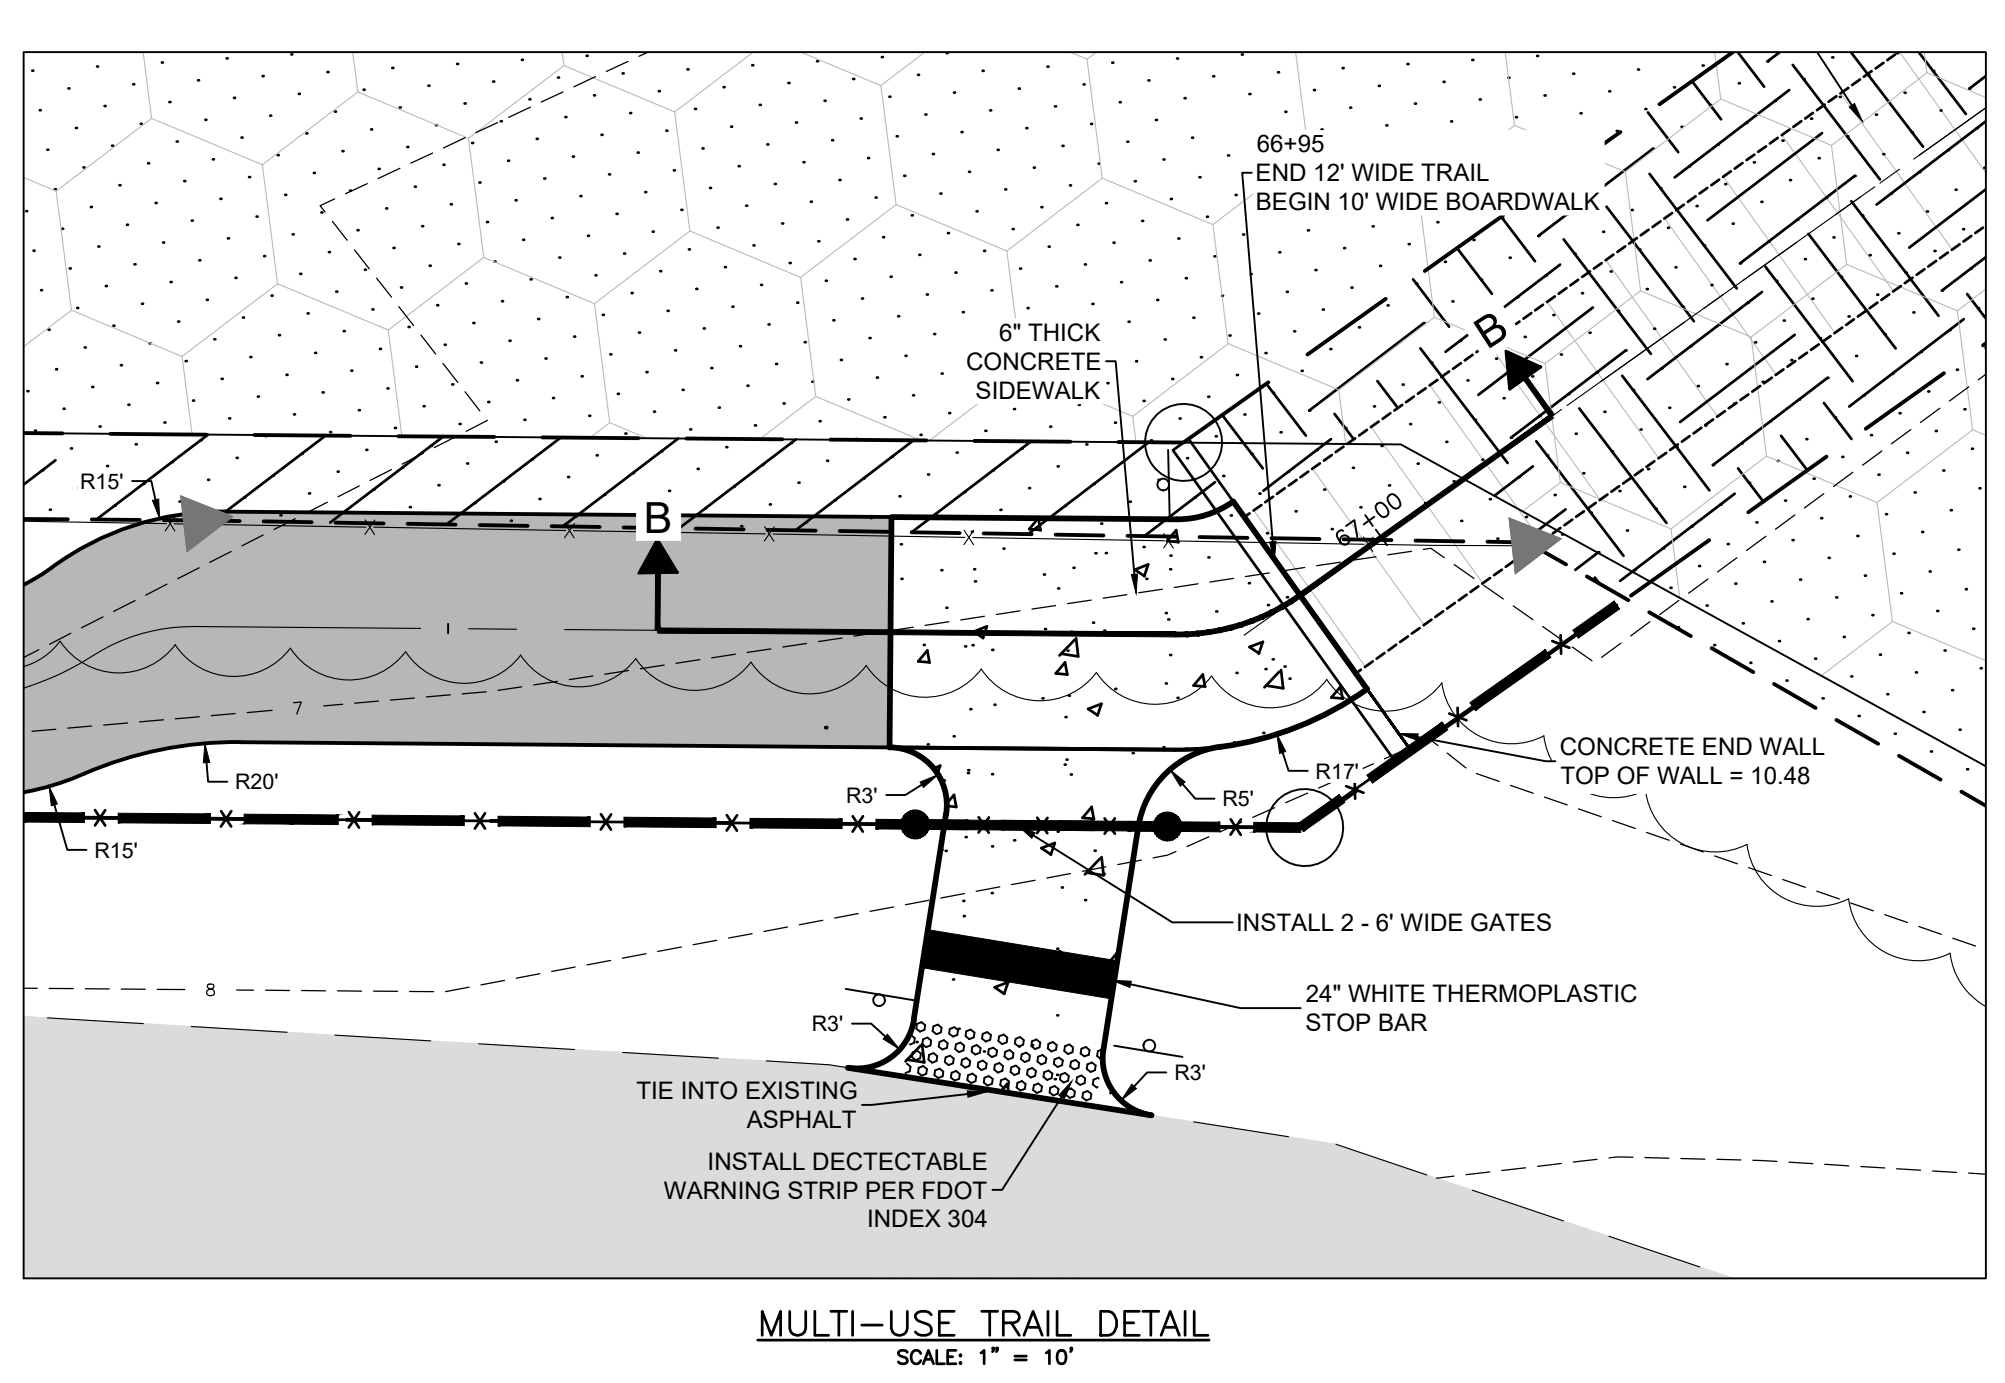 66+95
END 12' WIDE TRAIL
BEGIN 10' WIDE BOARDWALK
B
6" THICK
CONCRETE
SIDEWALK
R15'
B
67+00
7
R20'
R3'
R17'
R5'
CONCRETE END WALL
TOP OF WALL = 10.48
R15'
INSTALL 2 - 6' WIDE GATES
8
24" WHITE THERMOPLASTIC
STOP BAR
R3'
R3'
TIE INTO EXISTING
ASPHALT
INSTALL DECTECTABLE
WARNING STRIP PER FDOT
INDEX 304
MULTI-USE TRAIL DETAIL
SCALE: 1" = 10'